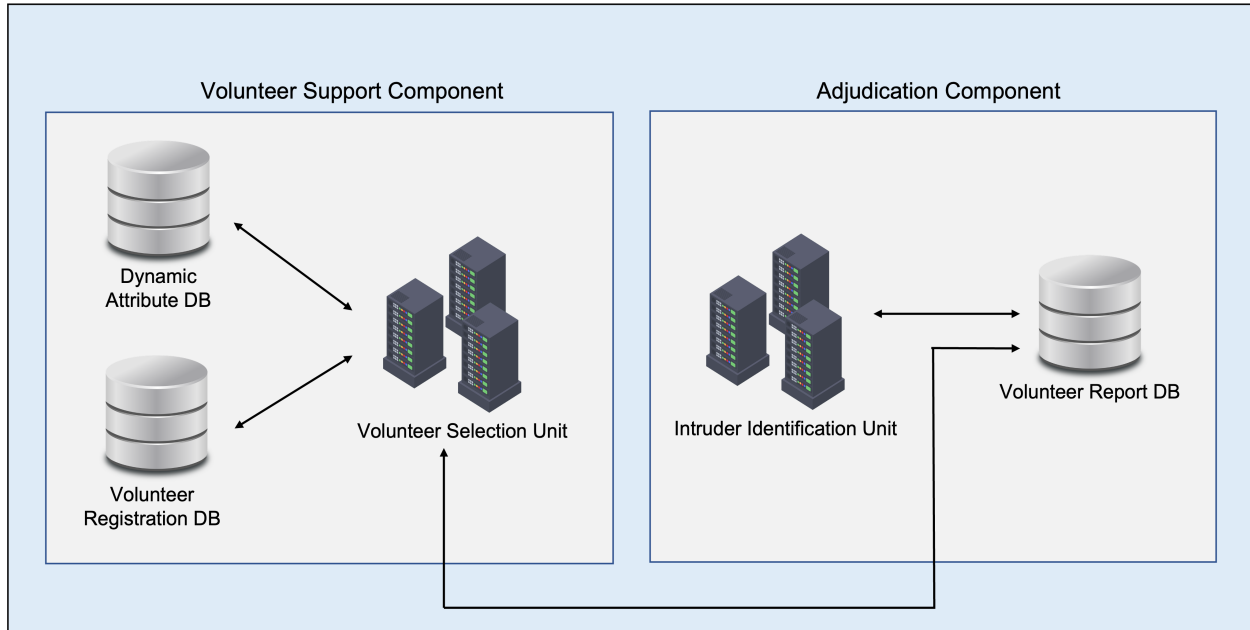 Volunteer Support Component
Adjudication Component
Dynamic
Attribute DB
Volunteer
Registration DB
Volunteer Selection Unit
Intruder Identification Unit
Volunteer Report DB